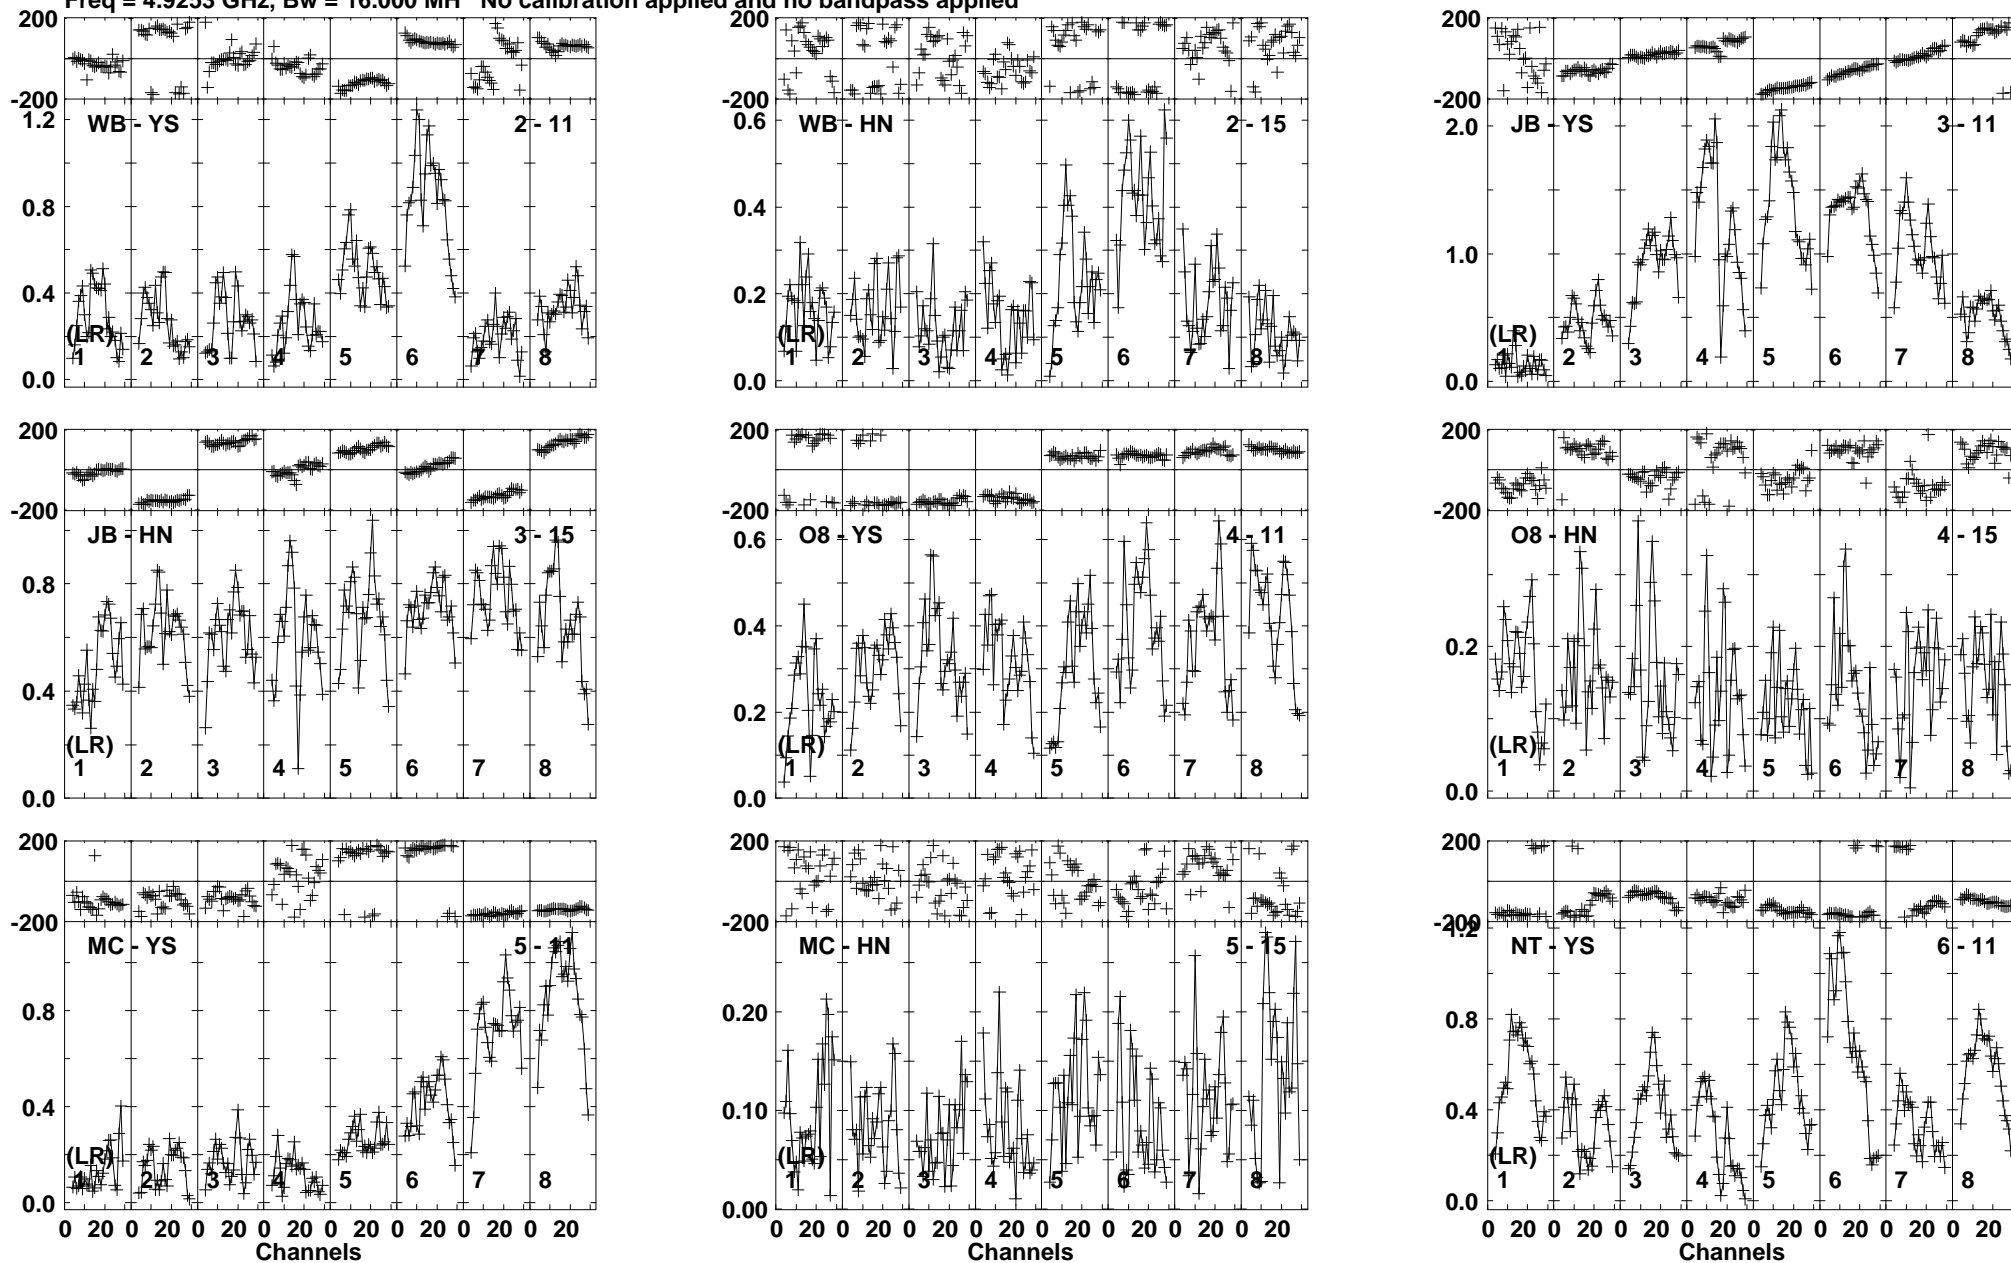 Freq = 4.9253 GHz, Bw = 16.000 MH No calibration applied and no bandpass applied
200 200 200
-200 -200 -200
WB - YS 2 - 11 WB - HN 2 - 15 JB - YS 3 - 11
1.2 0.6 2.0
0.8 0.4 1.0
0.4 0.2
(LR) (LR) (LR)
1 2 3 4 5 6 7 8 1 2 3 4 5 6 7 8 1 2 3 4 5 6 7 8
0.0 0.0 0.0
200 200 200
-200 -200 -200
JB - HN 3 - 15 O8 - YS 4 - 11 O8 - HN 4 - 15
0.8 0.6 0.2
0.4 0.4
0.2
(LR) (LR) (LR)
1 2 3 4 5 6 7 8 1 2 3 4 5 6 7 8 1 2 3 4 5 6 7 8
0.0 0.0 0.0
200 200 200
-200 -200 -200
1.2
MC - YS 5 - 11 MC - HN 5 - 15 NT - YS 6 - 11
0.8 0.20 0.8
0.4 0.10 0.4
(LR) (LR) (LR)
1 2 3 4 5 6 7 8 1 2 3 4 5 6 7 8 1 2 3 4 5 6 7 8
0.0 0.00 0.0
0 20 0 20 0 20 0 20 0 20 0 20 0 20 0 20 0 20 0 20 0 20 0 20 0 20 0 20 0 20 0 20 0 20 0 20 0 20 0 20 0 20 0 20 0 20 0 20
Channels Channels Channels